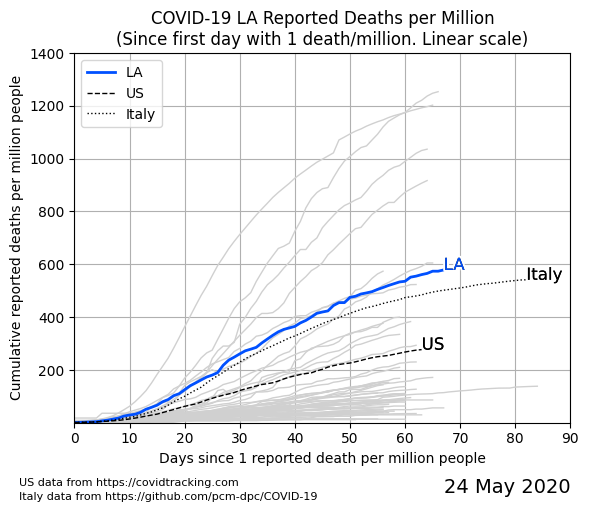 COVID-19 LA Reported Deaths per Million
(Since first day with 1 death/million. Linear scale)
Cumulative reported deaths per million people
1400
1200
1000
800
600
400
200
LA
US
Italy
LA
Italy
US
0 10 20 30 40 50 60 70 80 90
Days since 1 reported death per million people
US data from https://covidtracking.com
Italy data from https://github.com/pcm-dpc/COVID-19
24 May 2020